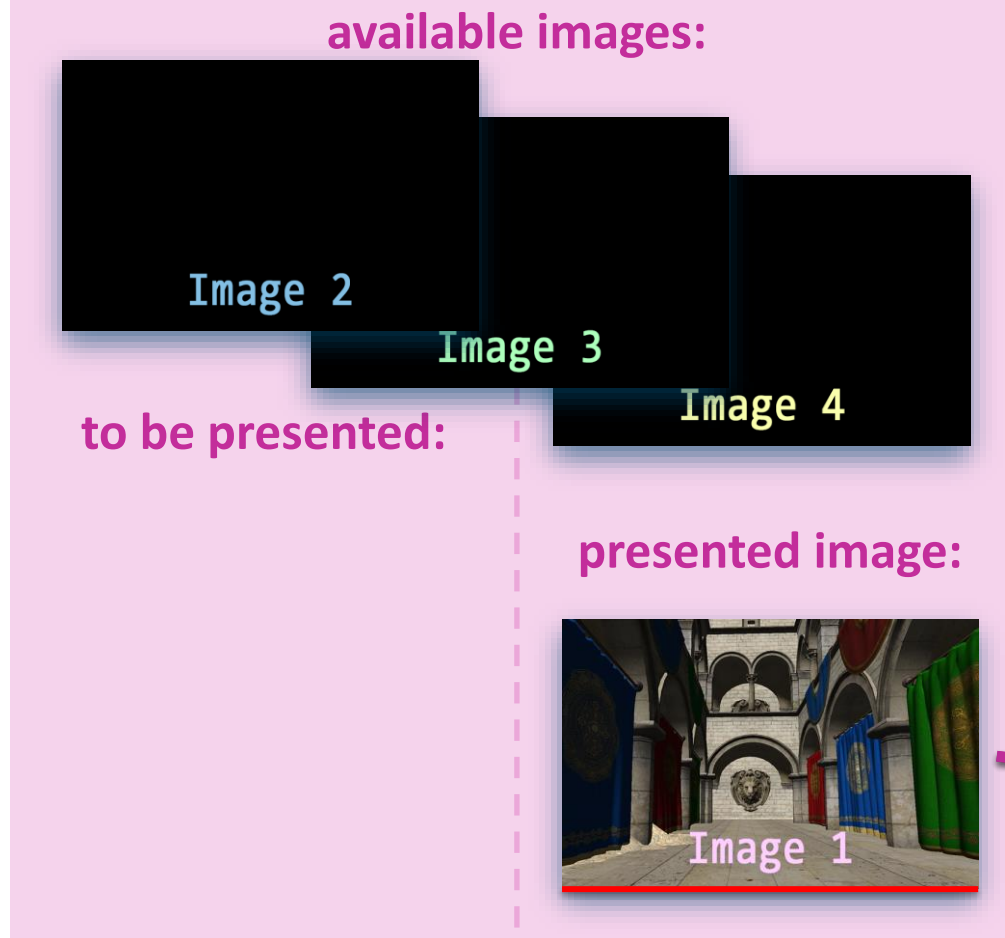 available images:
Image 2
Image 3
Image 4
to be presented:
presented image:
Image 1